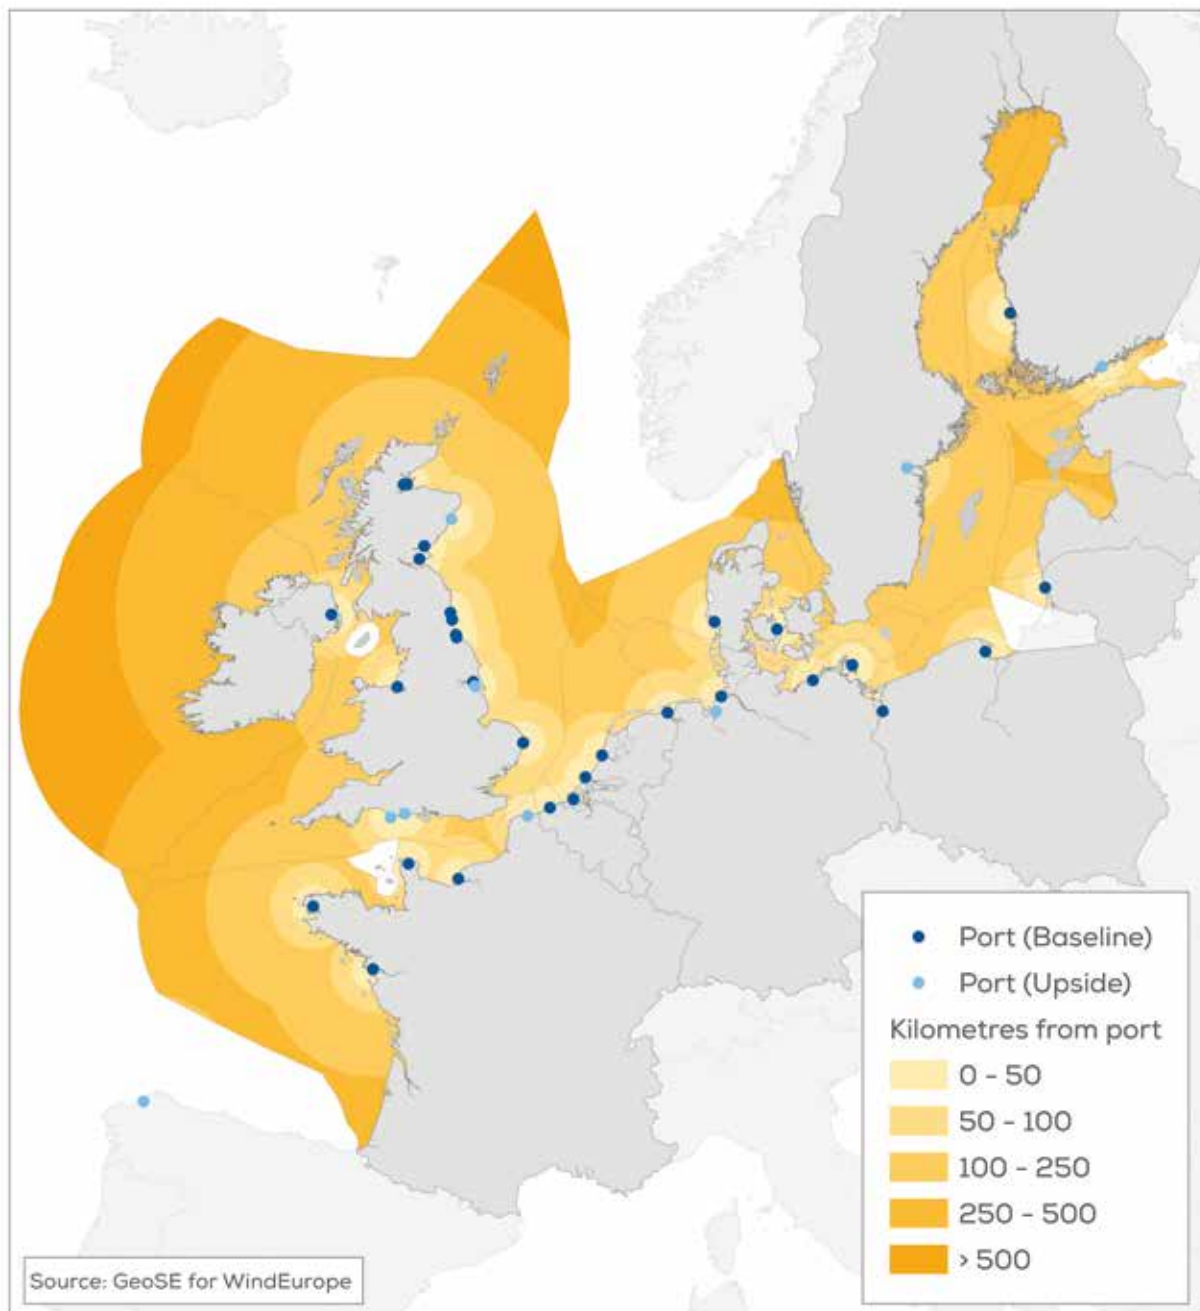 Port (Baseline)
Port (Upside)
Kilometres from port
0 - 50
50 - 100
100 - 250
250 - 500
> 500
Source: GeoSE for WindEurope